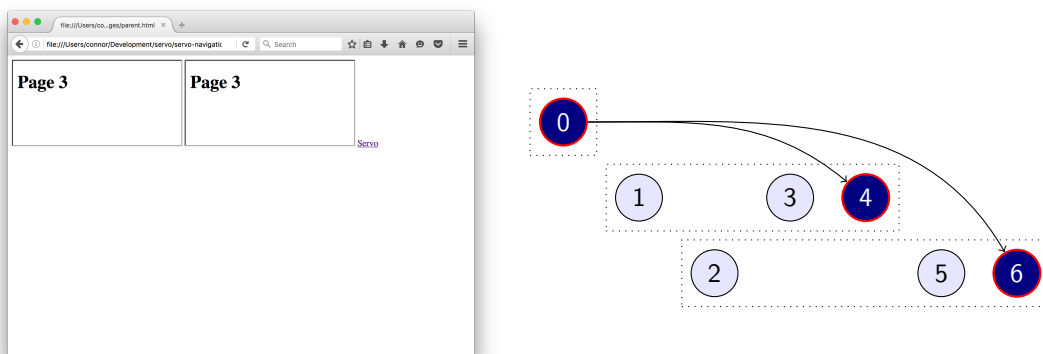 file:///Users/co...ges/parent.html × +
file:///Users/connor/Development/servo/servo-navigatic
Search
Page 3
Page 3
Servo
0
1
3
4
2
5
6